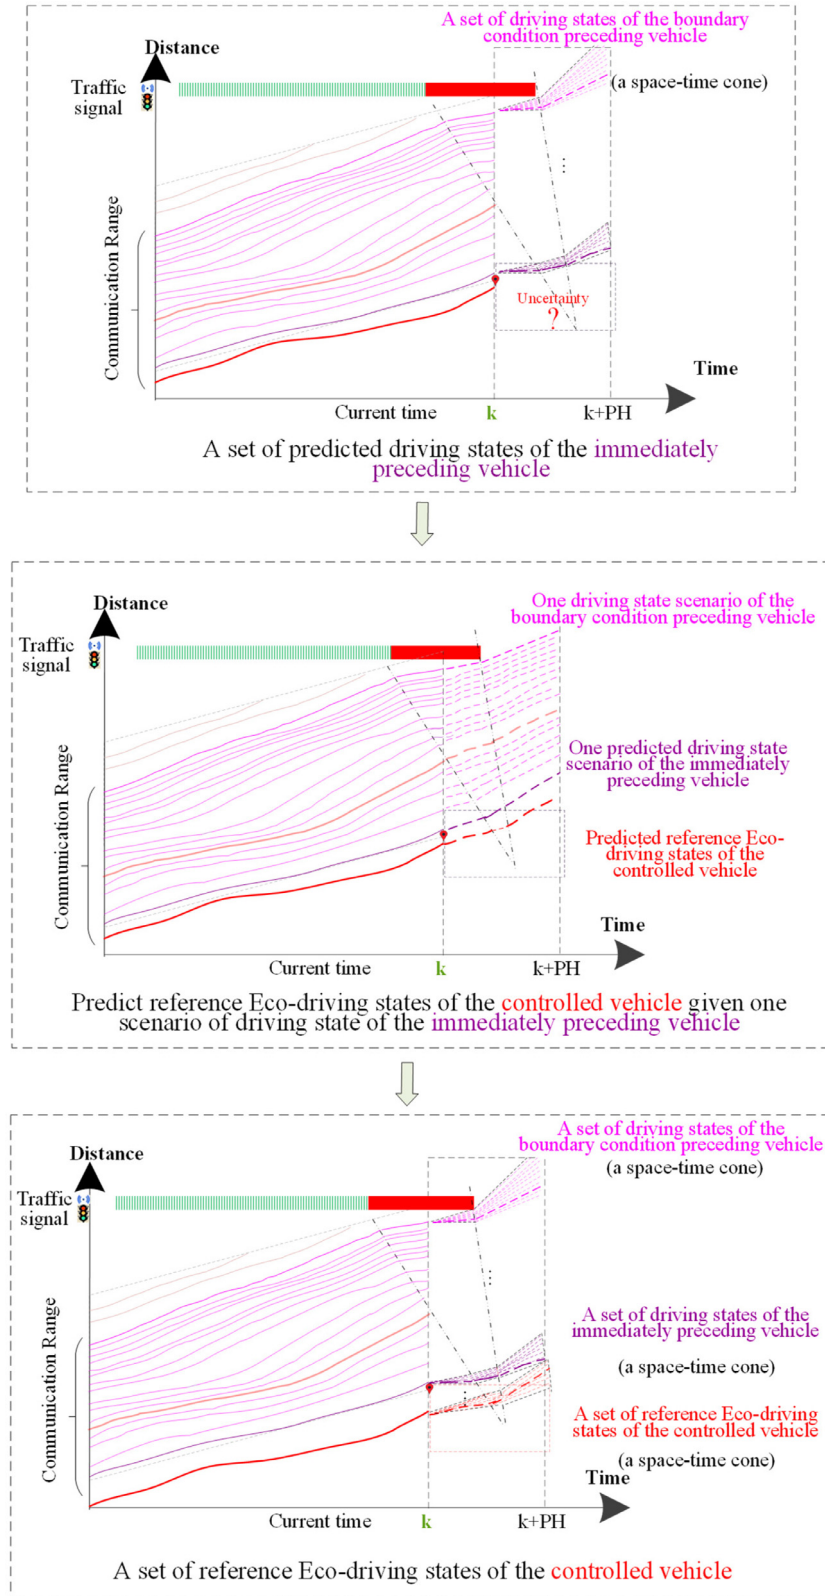 A set of driving states of the boundary
condition preceding vehicle
(a space-time cone)
Distance
Traffic
signal
Communication Range
⋮
Uncertainty
?
Time
Current time
k
k+PH
A set of predicted driving states of the immediately
preceding vehicle
Distance
One driving state scenario of the
boundary condition preceding vehicle
Traffic
signal
Communication Range
One predicted driving state
scenario of the immediately
preceding vehicle
Predicted reference Eco-
driving states of the
controlled vehicle
Time
Current time
k
k+PH
Predict reference Eco-driving states of the controlled vehicle given one
scenario of driving state of the immediately preceding vehicle
A set of driving states of the
boundary condition preceding vehicle
(a space-time cone)
Distance
Traffic
signal
Communication Range
⋮
A set of driving states of the
immediately preceding vehicle
(a space-time cone)
⋮
A set of reference Eco-driving
states of the controlled vehicle
(a space-time cone)
Time
Current time
k
k+PH
A set of reference Eco-driving states of the controlled vehicle